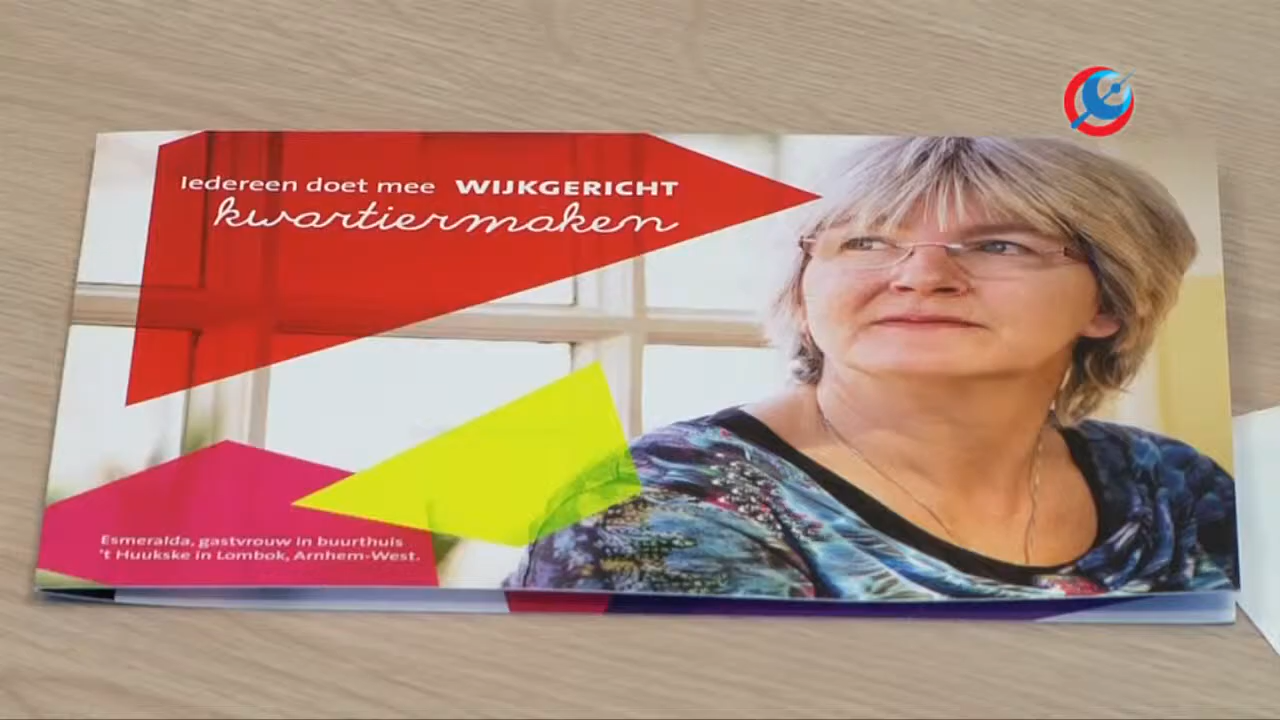 Iedereen doet mee WIJKGERICHT
kwartiermaken
Esmeralda, gastvrouw in buurthuis
't Huukske in Lombok, Arnhem-West.